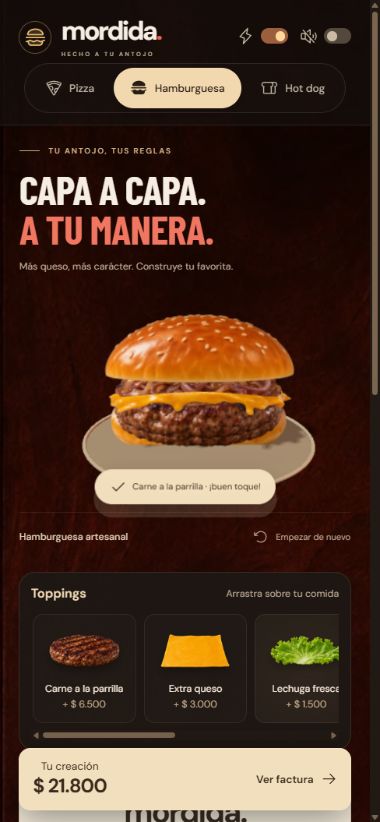 mordida.
HECHO A TU ANTOJO
Pizza
Hamburguesa
Hot dog
TU ANTOJO, TUS REGLAS
CAPA A CAPA.
A TU MANERA.
Más queso, más carácter. Construye tu favorita.
Carne a la parrilla · ¡buen toque!
Hamburguesa artesanal
Empezar de nuevo
Toppings
Arrastra sobre tu comida
Carne a la parrilla
+ $ 6.500
Extra queso
+ $ 3.000
Lechuga fresca
+ $ 1.500
Tu creación
$ 21.800
Ver factura
mordida.